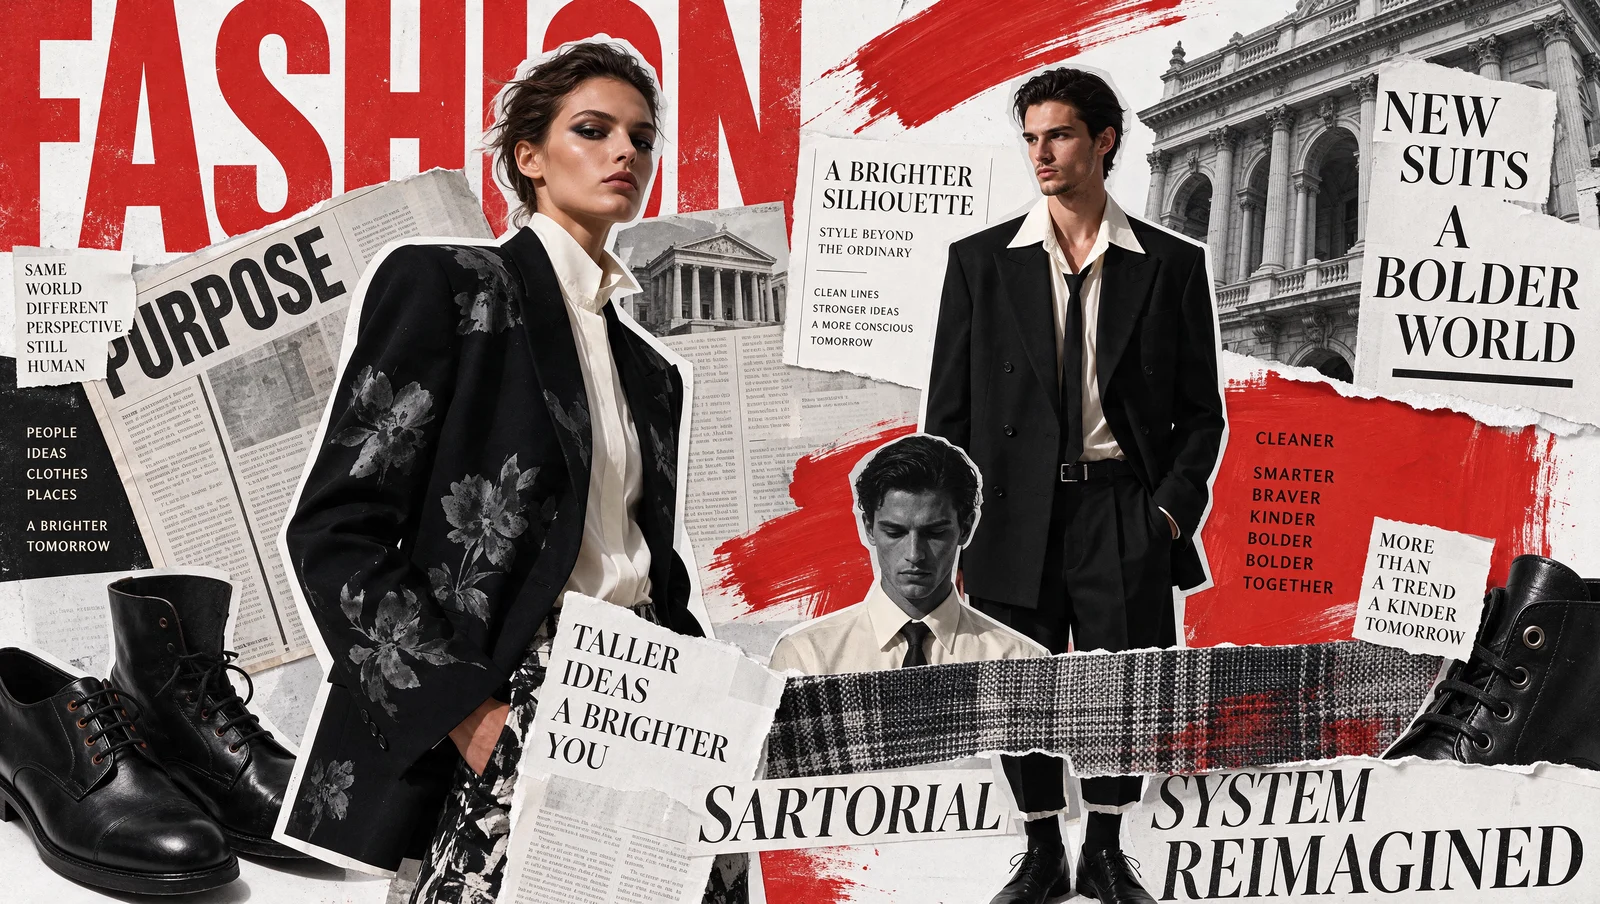 FASHION
PURPOSE
SAME
WORLD
DIFFERENT
PERSPECTIVE
STILL
HUMAN
PEOPLE
IDEAS
CLOTHES
PLACES
A BRIGHTER
TOMORROW
A BRIGHTER
SILHOUETTE
STYLE BEYOND
THE ORDINARY
CLEAN LINES
STRONGER IDEAS
A MORE CONSCIOUS
TOMORROW
NEW
SUITS
A
BOLDER
WORLD
CLEANER
SMARTER
BRAVER
KINDER
BOLDER
BOLDER
TOGETHER
MORE
THAN
A TREND
A KINDER
TOMORROW
TALLER
IDEAS
A BRIGHTER
YOU
SARTORIAL
SYSTEM
REIMAGINED